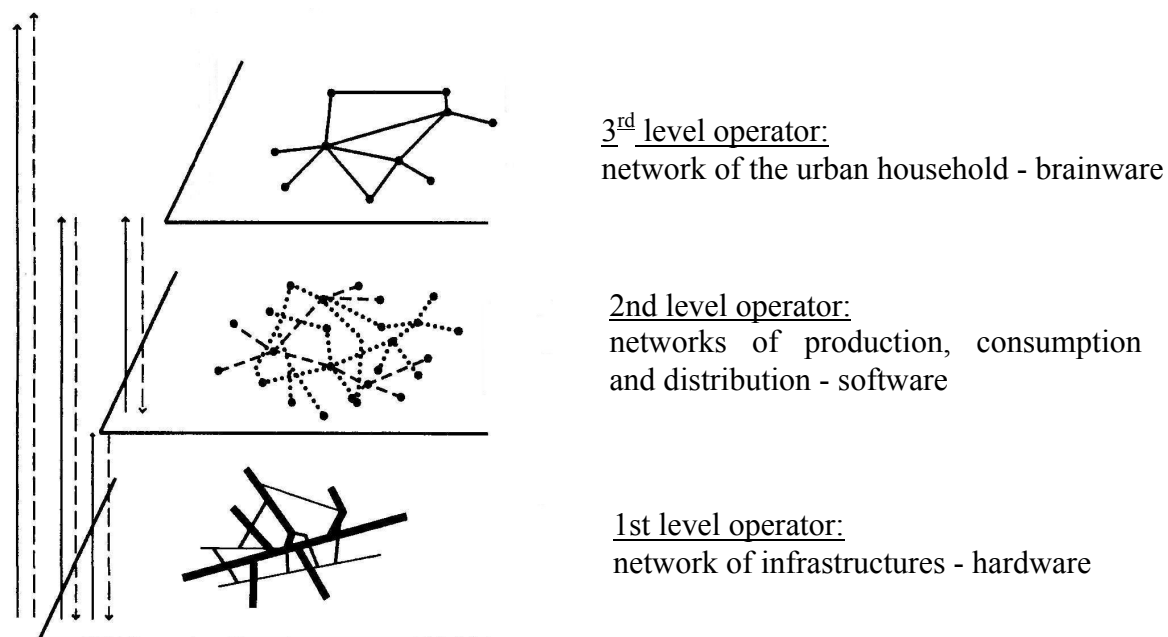 3rd level operator:
network of the urban household - brainware
2nd level operator:
networks of production, consumption
and distribution - software
1st level operator:
network of infrastructures - hardware